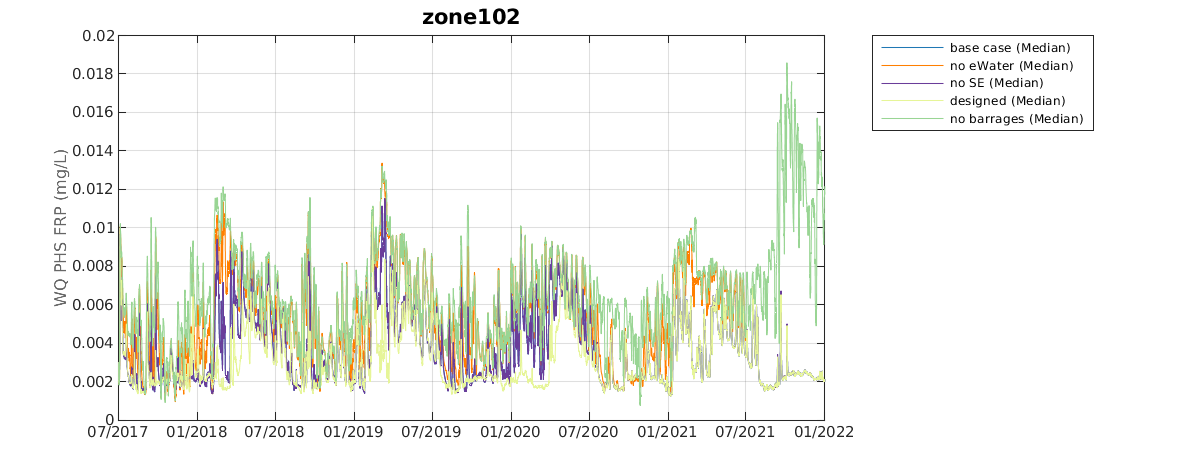 zone102
WQ PHS FRP (mg/L)
0.02
0.018
0.016
0.014
0.012
0.01
0.008
0.006
0.004
0.002
0
07/2017 01/2018 07/2018 01/2019 07/2019 01/2020 07/2020 01/2021 07/2021 01/2022
base case (Median)
no eWater (Median)
no SE (Median)
designed (Median)
no barrages (Median)